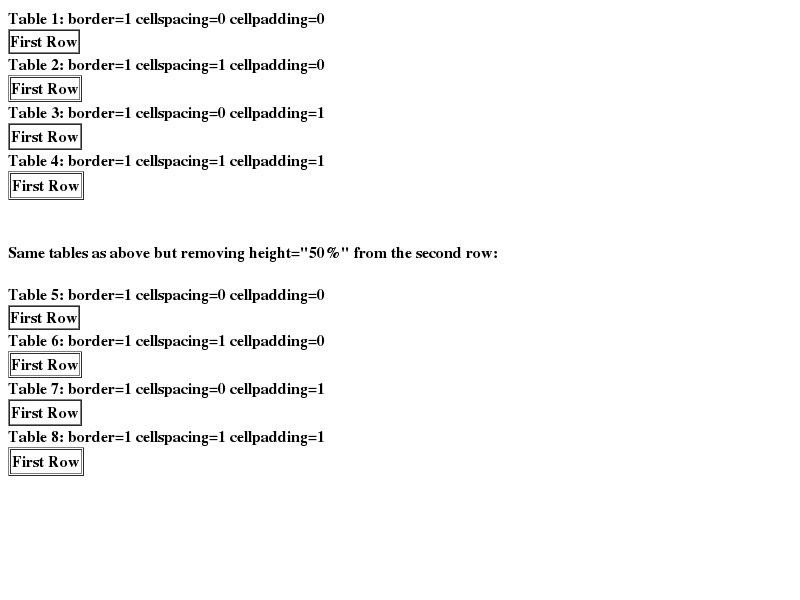 Table 1: border=1 cellspacing=0 cellpadding=0
First Row
Table 2: border=1 cellspacing=1 cellpadding=0
First Row
Table 3: border=1 cellspacing=0 cellpadding=1
First Row
Table 4: border=1 cellspacing=1 cellpadding=1
First Row
Same tables as above but removing height="50%" from the second row:
Table 5: border=1 cellspacing=0 cellpadding=0
First Row
Table 6: border=1 cellspacing=1 cellpadding=0
First Row
Table 7: border=1 cellspacing=0 cellpadding=1
First Row
Table 8: border=1 cellspacing=1 cellpadding=1
First Row